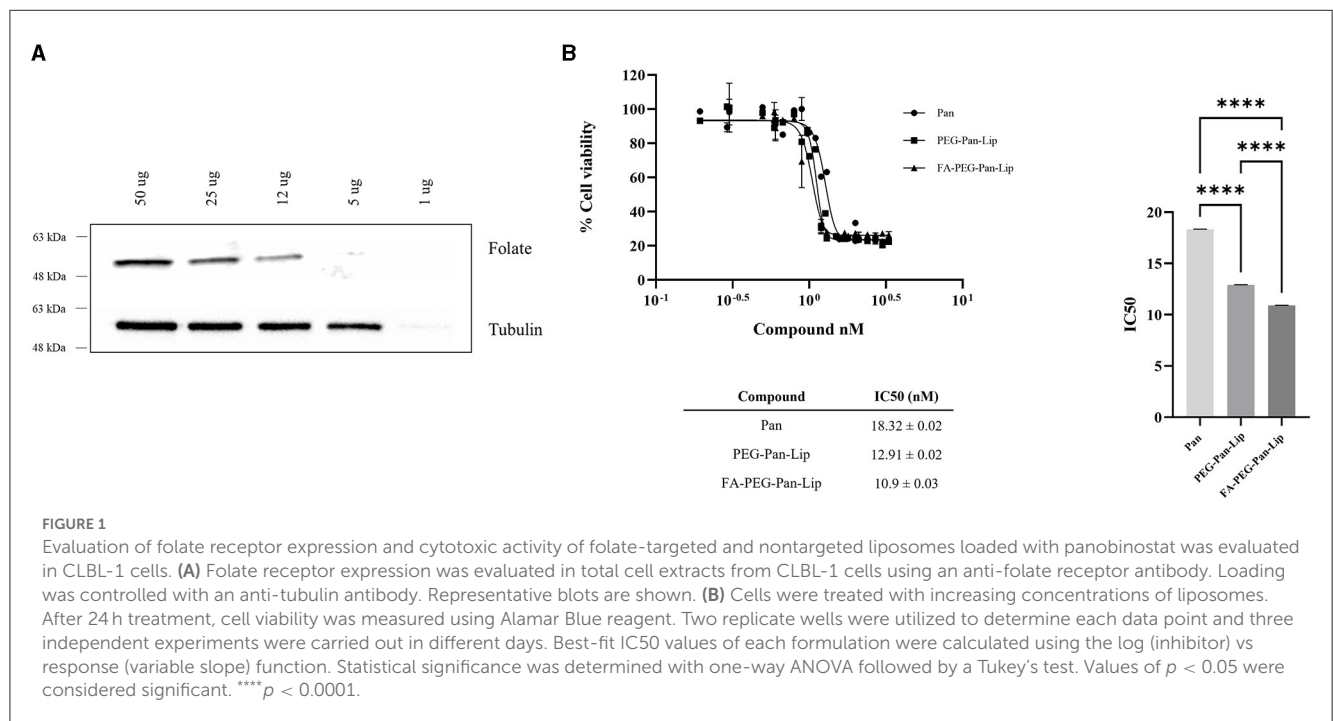 A
50 ug 25 ug 12 ug 5 ug 1 ug
63 kDa
48 kDa
Folate
63 kDa
48 kDa
Tubulin
B
120
100
80
60
40
20
0
% Cell viability
10-1 10-0.5 100 100.5 101
Compound nM
Pan
PEG-Pan-Lip
FA-PEG-Pan-Lip
Compound IC50 (nM)
Pan 18.32 ± 0.02
PEG-Pan-Lip 12.91 ± 0.02
FA-PEG-Pan-Lip 10.9 ± 0.03
****
****
****
20
15
10
5
0
IC50
Pan
PEG-Pan-Lip
FA-PEG-Pan-Lip
FIGURE 1
Evaluation of folate receptor expression and cytotoxic activity of folate-targeted and nontargeted liposomes loaded with panobinostat was evaluated
in CLBL-1 cells. (A) Folate receptor expression was evaluated in total cell extracts from CLBL-1 cells using an anti-folate receptor antibody. Loading
was controlled with an anti-tubulin antibody. Representative blots are shown. (B) Cells were treated with increasing concentrations of liposomes.
After 24 h treatment, cell viability was measured using Alamar Blue reagent. Two replicate wells were utilized to determine each data point and three
independent experiments were carried out in different days. Best-fit IC50 values of each formulation were calculated using the log (inhibitor) vs
response (variable slope) function. Statistical significance was determined with one-way ANOVA followed by a Tukey's test. Values of p < 0.05 were
considered significant. ****p < 0.0001.